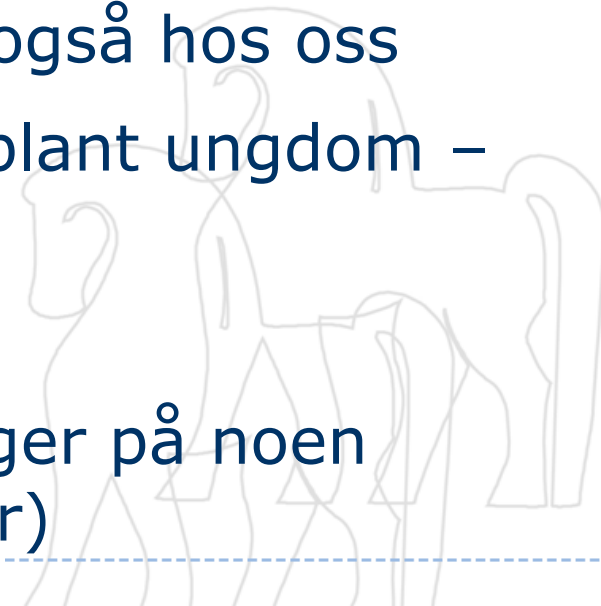 også hos oss
blant ungdom –
ger på noen
r)